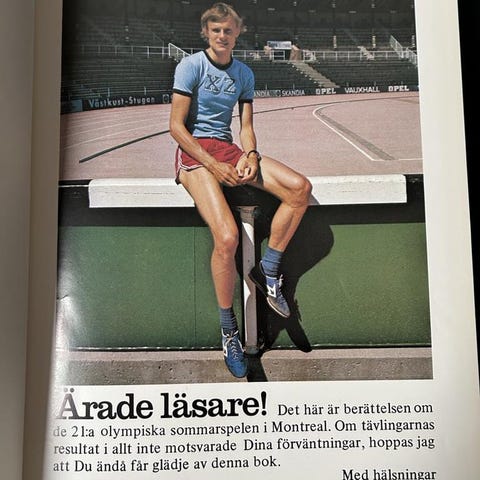 XZ
Västkust-Stugan
SKANDIA
SKANDIA
OPEL
VAUXHALL
OPEL
Ärade läsare! Det här är berättelsen om
de 21:a olympiska sommarspelen i Montreal. Om tävlingarnas
resultat i allt inte motsvarade Dina förväntningar, hoppas jag
att Du ändå får glädje av denna bok.
Med hälsningar